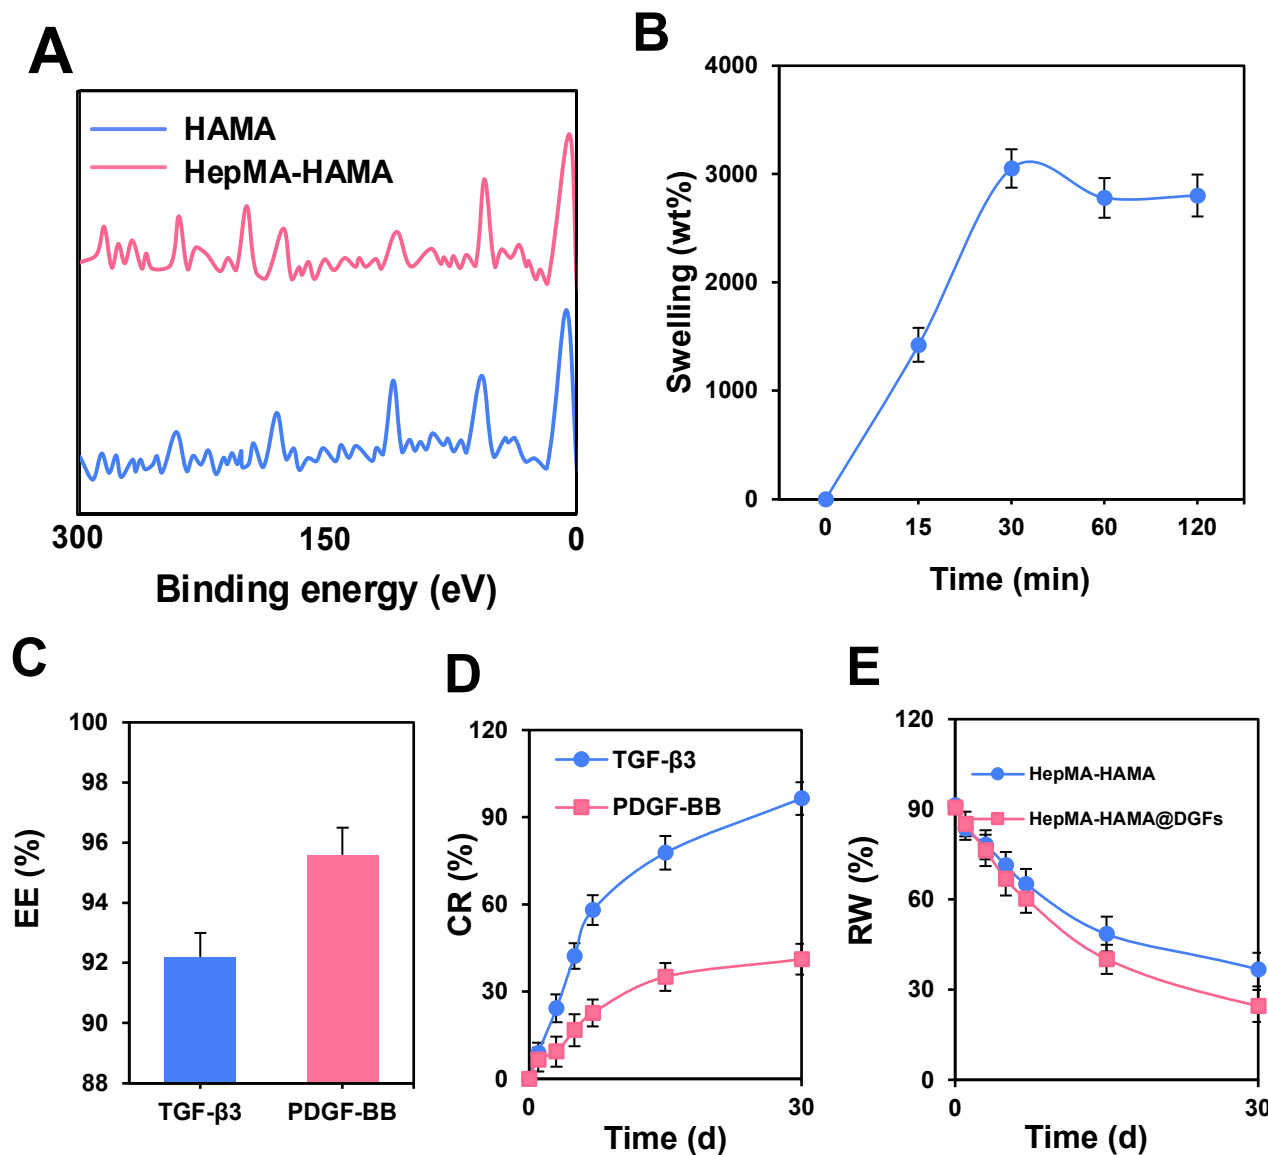 A
HAMA
HepMA-HAMA
300
150
0
Binding energy (eV)
B
4000
3000
2000
1000
0
Swelling (wt%)
0
15
30
60
120
Time (min)
C
100
98
96
94
92
90
88
EE (%)
TGF-β3
PDGF-BB
D
120
90
60
30
0
CR (%)
TGF-β3
PDGF-BB
0
30
Time (d)
E
120
90
60
30
0
RW (%)
HepMA-HAMA
HepMA-HAMA@DGFs
0
30
Time (d)